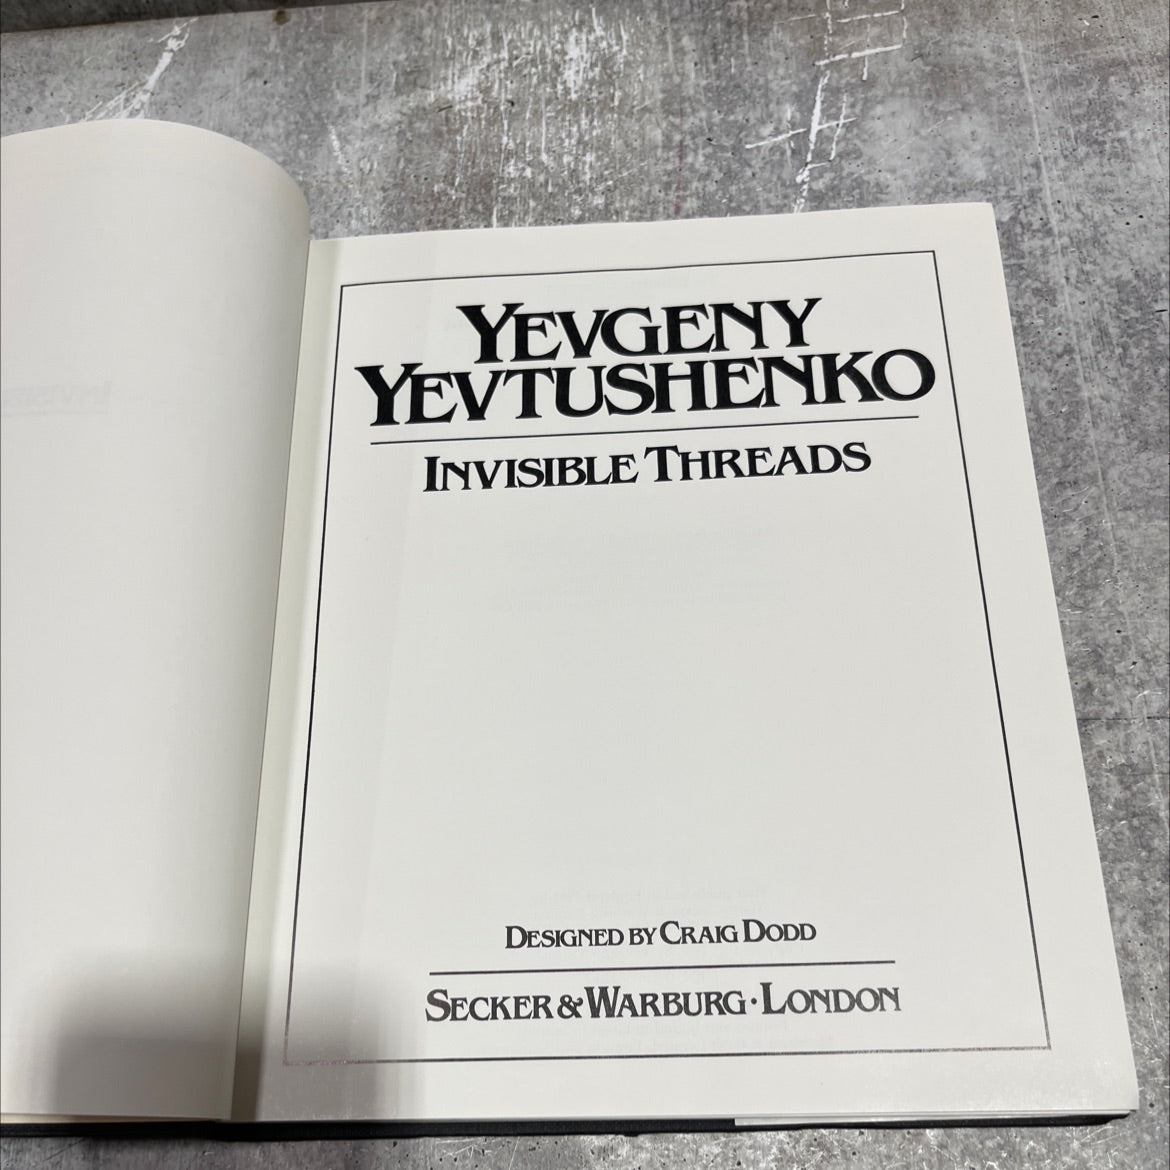 YEVGENY
YEVTUSHENKO
INVISIBLE THREADS
DESIGNED BY CRAIG DODD
SECKER & WARBURG · LONDON